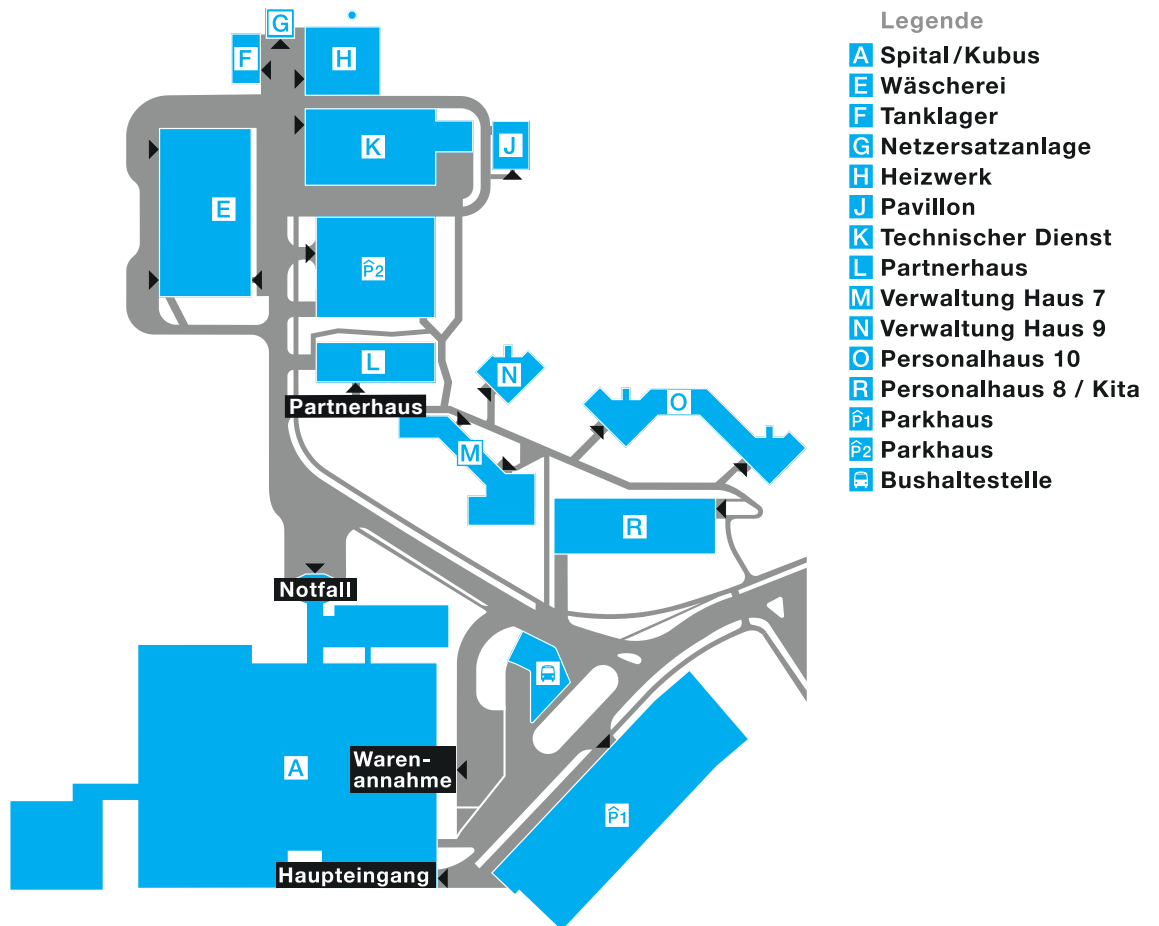 Legende
A Spital/Kubus
E Wäscherei
F Tanklager
G Netzersatzanlage
H Heizwerk
J Pavillon
K Technischer Dienst
L Partnerhaus
M Verwaltung Haus 7
N Verwaltung Haus 9
O Personalhaus 10
R Personalhaus 8 / Kita
P1 Parkhaus
P2 Parkhaus
Bushaltestelle
G
F
H
K
J
E
P2
L
N
Partnerhaus
O
M
R
Notfall
A
Waren-
annahme
P1
Haupteingang